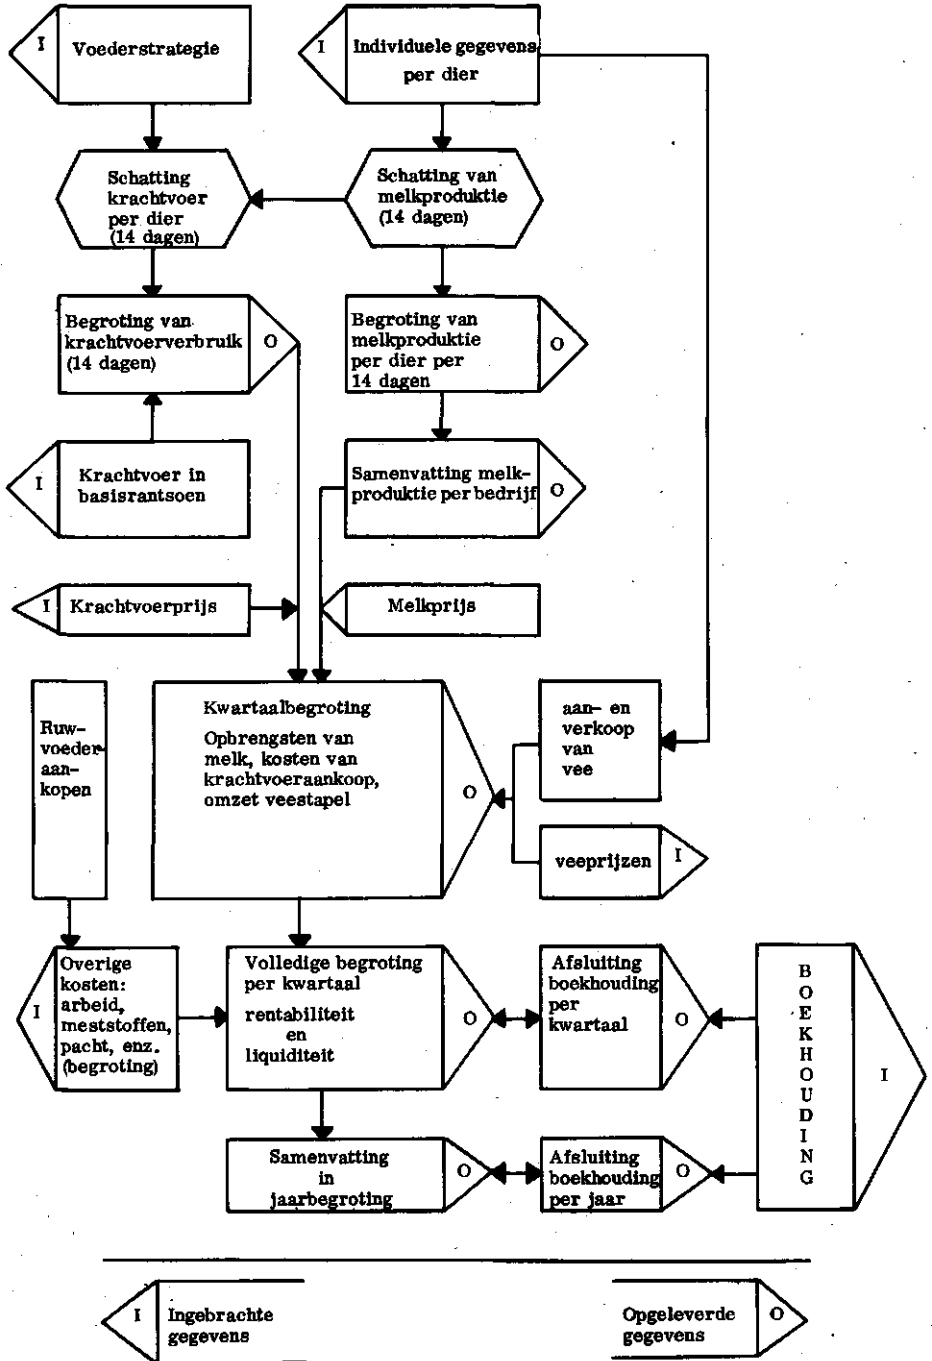 I
Voederstrategie
I
Individuele gegevens
per dier
Schatting
krachtvoer
per dier
(14 dagen)
Schatting van
melkproduktie
(14 dagen)
Begroting van
krachtvoerverbruik
(14 dagen)
O
Begroting van
melkproduktie
per dier per
14 dagen
O
I
Krachtvoer in
basisrantsoen
Samenvatting melk-
produktie per bedrijf
O
I
Krachtvoerprijs
Melkprijs
Ruw-
voeder-
aan-
kopen
Kwartaalbegroting
Opbrengsten van
melk, kosten van
krachtvoeraankoop,
omzet veestapel
O
aan- en
verkoop
van
vee
veeprijzen
I
I
Overige
kosten:
arbeid,
meststoffen,
pacht, enz.
(begroting)
Volledige begroting
per kwartaal
rentabiliteit
en
liquiditeit
O
Afsluiting
boekhouding
per
kwartaal
O
B
O
E
K
H
O
U
D
I
N
G
I
Samenvatting
in
jaarbegroting
O
Afsluiting
boekhouding
per jaar
O
I
Ingebrachte
gegevens
Opgeleverde
gegevens
O